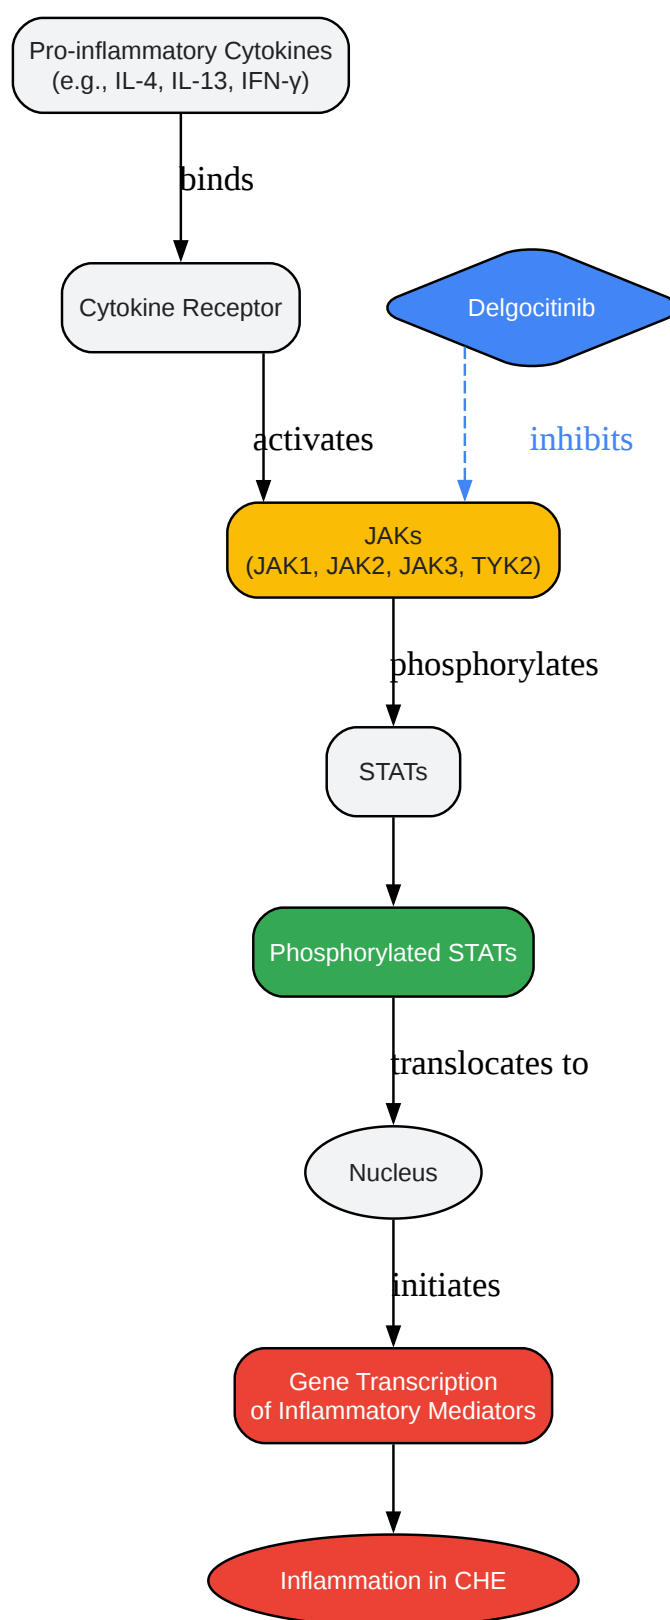 Pro-inflammatory Cytokines
(e.g., IL-4, IL-13, IFN-γ)
binds
Cytokine Receptor
Delgocitinib
activates
inhibits
JAKs
(JAK1, JAK2, JAK3, TYK2)
phosphorylates
STATs
Phosphorylated STATs
translocates to
Nucleus
initiates
Gene Transcription
of Inflammatory Mediators
Inflammation in CHE